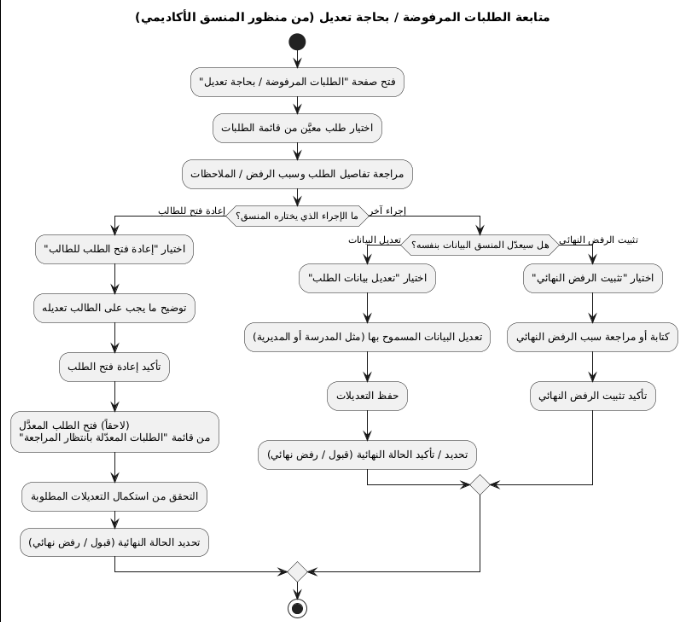 متابعة الطلبات المرفوضة / بحاجة تعديل (من منظور المنسق الأكاديمي)
فتح صفحة "الطلبات المرفوضة / بحاجة تعديل"
اختيار طلب معيَّن من قائمة الطلبات
مراجعة تفاصيل الطلب وسبب الرفض / الملاحظات
ما الإجراء الذي يختاره المنسق؟
إعادة فتح للطالب
إجراء آخر
اختيار "إعادة فتح الطلب للطالب"
توضيح ما يجب على الطالب تعديله
تأكيد إعادة فتح الطلب
(لاحقاً) فتح الطلب المعدَّل
من قائمة "الطلبات المعدّلة بانتظار المراجعة"
التحقق من استكمال التعديلات المطلوبة
تحديد الحالة النهائية (قبول / رفض نهائي)
هل سيعدّل المنسق البيانات بنفسه؟
تعديل البيانات
تثبيت الرفض النهائي
اختيار "تعديل بيانات الطلب"
تعديل البيانات المسموح بها (مثل المدرسة أو المديرية)
حفظ التعديلات
تحديد / تأكيد الحالة النهائية (قبول / رفض نهائي)
اختيار "تثبيت الرفض النهائي"
كتابة أو مراجعة سبب الرفض النهائي
تأكيد تثبيت الرفض النهائي